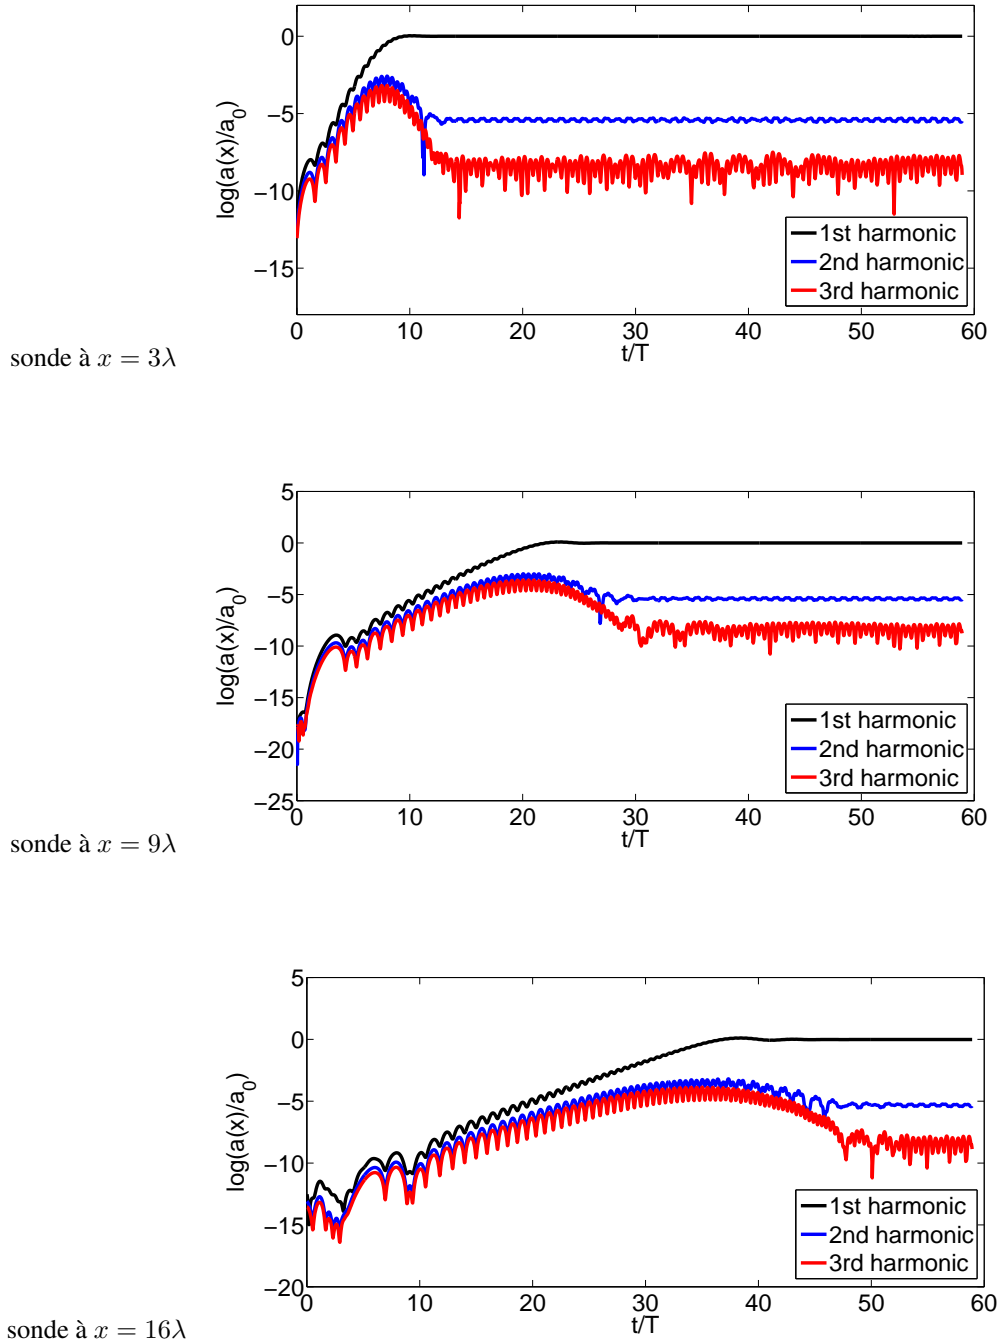 0
−5
−10
−15
log(a(x)/a0)
1st harmonic
2nd harmonic
3rd harmonic
0 10 20 30 40 50 60
t/T
sonde à x = 3λ
5
0
−5
−10
−15
−20
−25
log(a(x)/a0)
1st harmonic
2nd harmonic
3rd harmonic
0 10 20 30 40 50 60
t/T
sonde à x = 9λ
5
0
−5
−10
−15
−20
log(a(x)/a0)
1st harmonic
2nd harmonic
3rd harmonic
0 10 20 30 40 50 60
t/T
sonde à x = 16λ